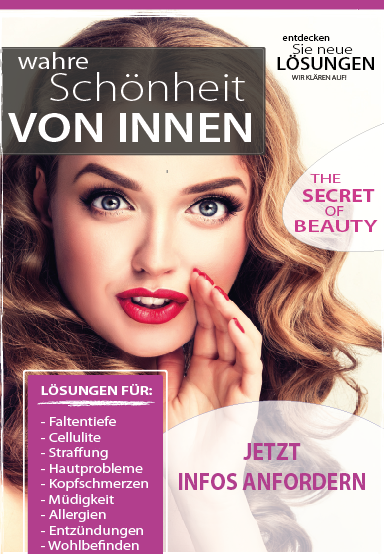 entdecken
Sie neue
LÖSUNGEN
WIR KLÄREN AUF!
wahre
Schönheit
VON INNEN
THE
SECRET
OF
BEAUTY
LÖSUNGEN FÜR:
- Faltentiefe
- Cellulite
- Straffung
- Hautprobleme
- Kopfschmerzen
- Müdigkeit
- Allergien
- Entzündungen
- Wohlbefinden
JETZT
INFOS ANFORDERN